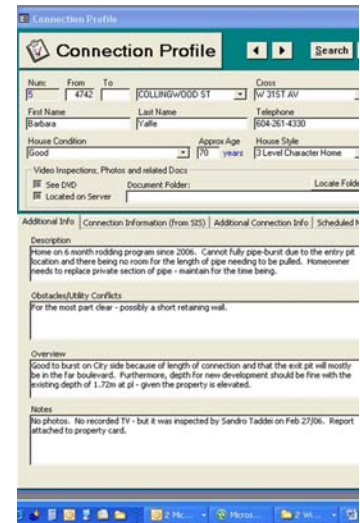 Connection Profile
Connection Profile
Search
Num: From To Cross
5 4742 COLLINGWOOD ST W 31ST AV
First Name Last Name Telephone
Barbara Yaffe 604-261-4330
House Condition Approx Age House Style
Good 70 years 3 Level Character Home
Video Inspections, Photos and related Docs
See DVD Document Folder: Locate Folde
Located on Server
Additional Info Connection Information (from SIS) Additional Connection Info Scheduled M
Description
Home on 6 month rodding program since 2006. Cannot fully pipe-burst due to the entry pit
location and there being no room for the length of pipe needing to be pulled. Homeowner
needs to replace private section of pipe - maintain for the time being.
Obstacles/Utility Conflicts
For the most part clear - possibly a short retaining wall.
Overview
Good to burst on City side because of length of connection and that the exit pit will mostly
be in the far boulevard. Furthermore, depth for new development should be fine with the
existing depth of 1.72m at pl - given the property is elevated.
Notes
No photos. No recorded TV - but it was inspected by Sandro Taddei on Feb 27/06. Report
attached to property card.
2 Mic... Micros... 2 Wi...